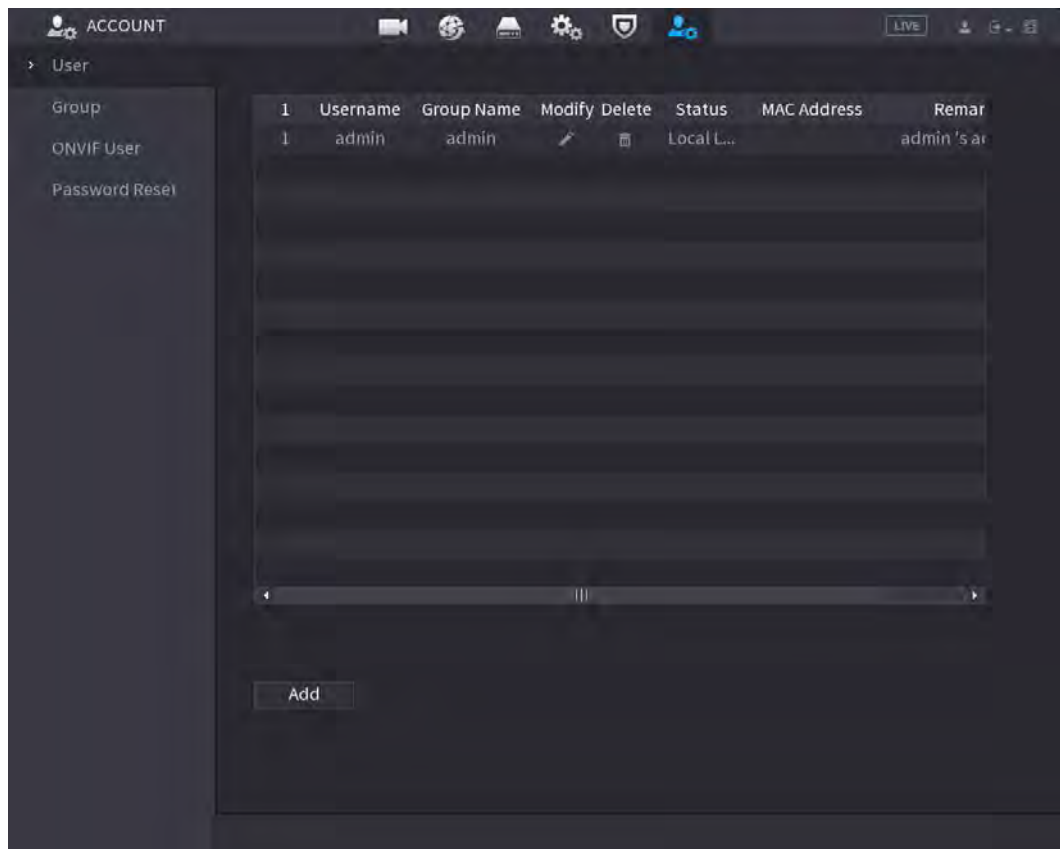 ACCOUNT LIVE
User
Group
ONVIF User
Password Reset
1 Username Group Name Modify Delete Status MAC Address Remar
1 admin admin Local L... admin 's a
Add